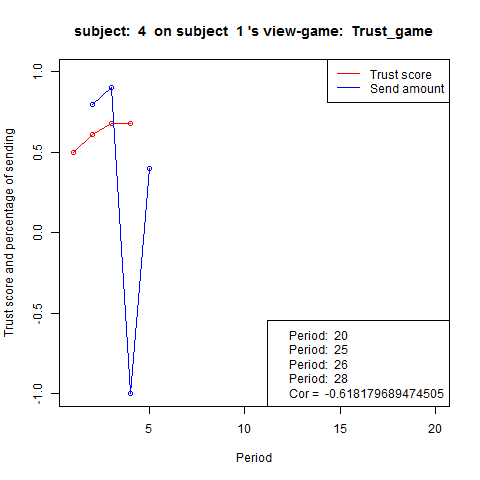 subject: 4 on subject 1 's view-game: Trust_game
Trust score
Send amount
Trust score and percentage of sending
1.0
0.5
0.0
-0.5
-1.0
Period: 20
Period: 25
Period: 26
Period: 28
Cor = -0.618179689474505
5 10 15 20
Period